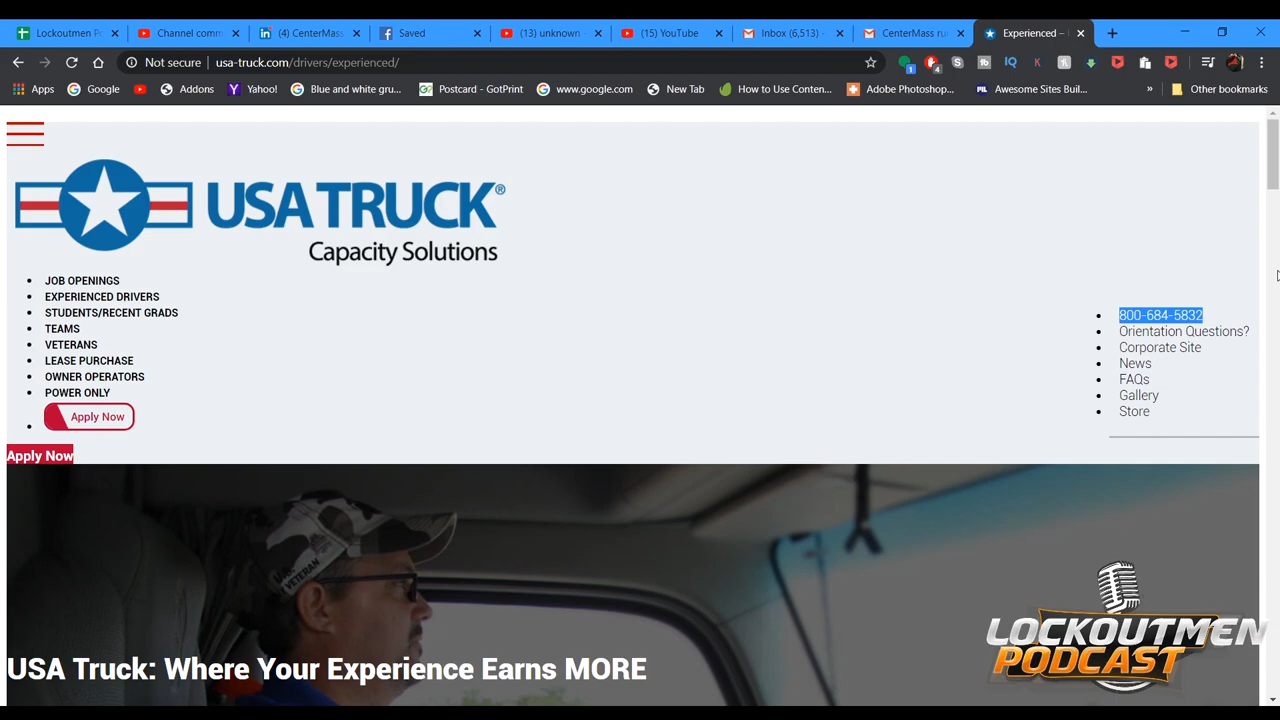 Lockoutmen P
Channel comm
(4) CenterMass
Saved
(13) unknown
(15) YouTube
Inbox (6,513)
CenterMass ru
Experienced –
Not secure
usa-truck.com/drivers/experienced/
1
4
IQ
K
Apps
Google
Addons
Yahoo!
Blue and white gru...
Postcard - GotPrint
www.google.com
New Tab
How to Use Conten...
Adobe Photoshop...
Awesome Sites Buil...
»
Other bookmarks
USA TRUCK®
Capacity Solutions
JOB OPENINGS
EXPERIENCED DRIVERS
STUDENTS/RECENT GRADS
TEAMS
VETERANS
LEASE PURCHASE
OWNER OPERATORS
POWER ONLY
Apply Now
800-684-5832
Orientation Questions?
Corporate Site
News
FAQs
Gallery
Store
Apply Now
VETERAN
USA Truck: Where Your Experience Earns MORE
LOCKOUTMEN
PODCAST